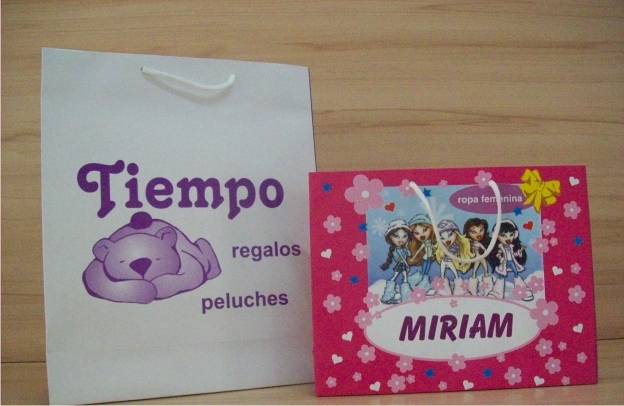 Tiempo
regalos
peluches
ropa femenina
MIRIAM